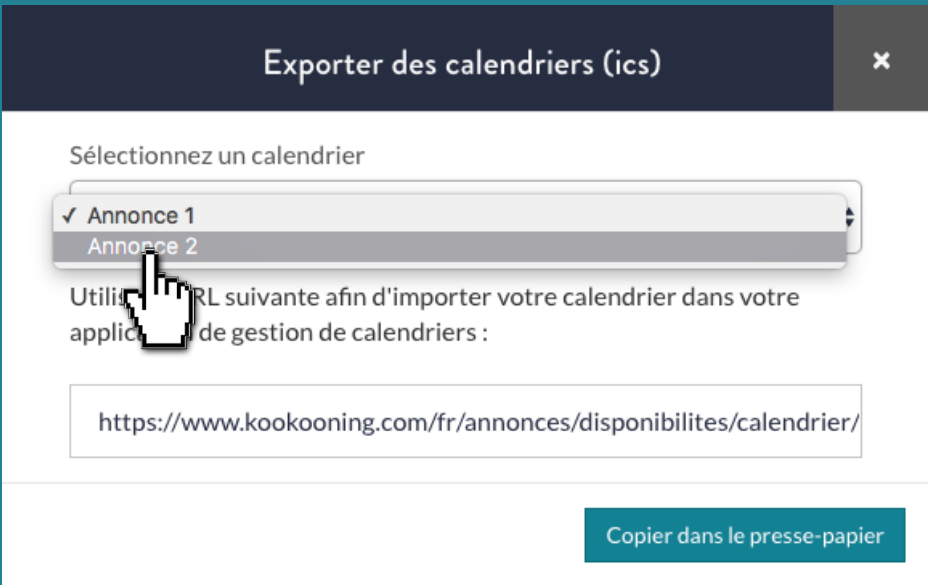 Exporter des calendriers (ics)
×
Sélectionnez un calendrier
✓ Annonce 1
Annonce 2
suivante afin d'importer votre calendrier dans votre
de gestion de calendriers :
https://www.kookooning.com/fr/annonces/disponibilites/calendrier/
Copier dans le presse-papier